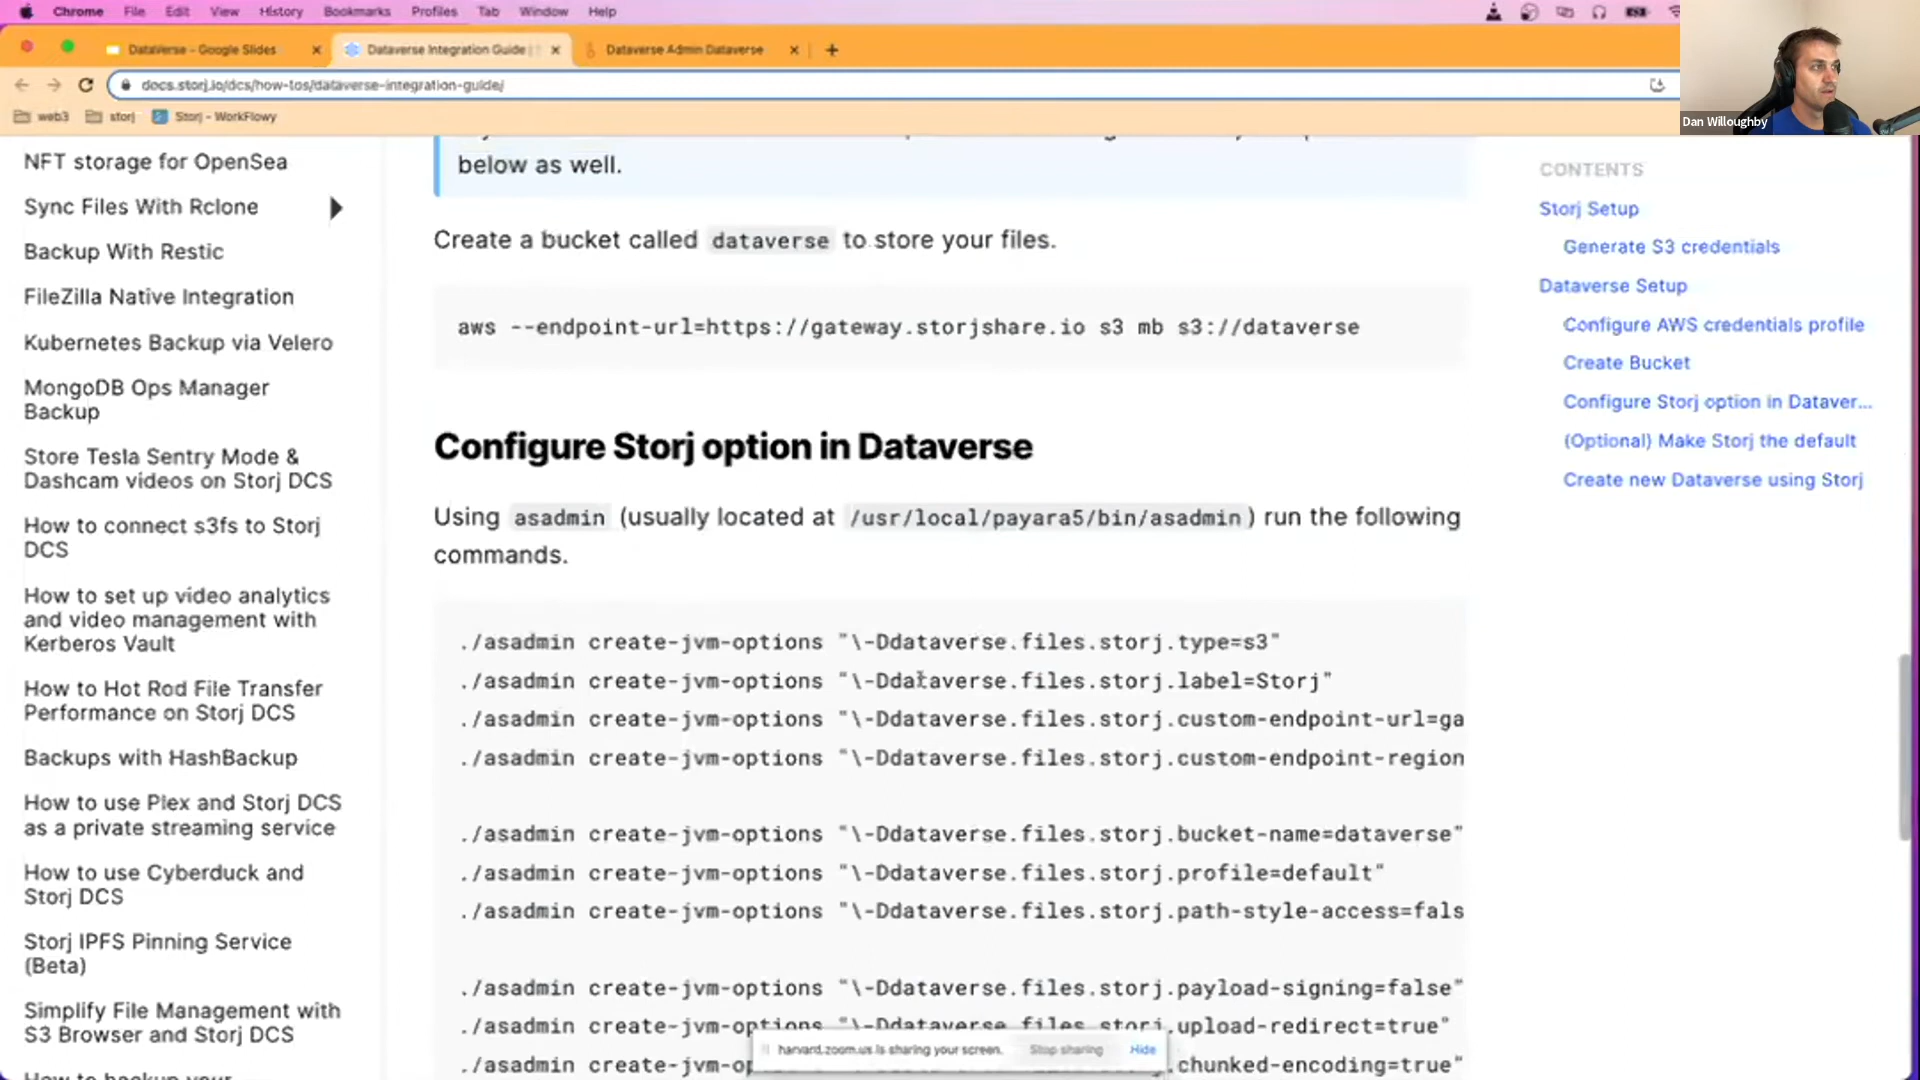 Chrome File Edit View History Bookmarks Profiles Tab Window Help
DataVerse - Google Slides
Dataverse Integration Guide |
Dataverse Admin Dataverse
docs.storj.io/dcs/how-tos/dataverse-integration-guide/
web3 storj Storj - WorkFlowy
Dan Willoughby
NFT storage for OpenSea
Sync Files With Rclone
Backup With Restic
FileZilla Native Integration
Kubernetes Backup via Velero
MongoDB Ops Manager
Backup
Store Tesla Sentry Mode &
Dashcam videos on Storj DCS
How to connect s3fs to Storj
DCS
How to set up video analytics
and video management with
Kerberos Vault
How to Hot Rod File Transfer
Performance on Storj DCS
Backups with HashBackup
How to use Plex and Storj DCS
as a private streaming service
How to use Cyberduck and
Storj DCS
Storj IPFS Pinning Service
(Beta)
Simplify File Management with
S3 Browser and Storj DCS
How to backup your
below as well.
Create a bucket called dataverse to store your files.
aws --endpoint-url=https://gateway.storjshare.io s3 mb s3://dataverse
Configure Storj option in Dataverse
Using asadmin (usually located at /usr/local/payara5/bin/asadmin) run the following
commands.
./asadmin create-jvm-options "\-Ddataverse.files.storj.type=s3"
./asadmin create-jvm-options "\-Ddataverse.files.storj.label=Storj"
./asadmin create-jvm-options "\-Ddataverse.files.storj.custom-endpoint-url=ga
./asadmin create-jvm-options "\-Ddataverse.files.storj.custom-endpoint-region
./asadmin create-jvm-options "\-Ddataverse.files.storj.bucket-name=dataverse"
./asadmin create-jvm-options "\-Ddataverse.files.storj.profile=default"
./asadmin create-jvm-options "\-Ddataverse.files.storj.path-style-access=fals
./asadmin create-jvm-options "\-Ddataverse.files.storj.payload-signing=false"
./asadmin create-jvm-options "\-Ddataverse.files.storj.upload-redirect=true"
./asadmin create-jvm-op .chunked-encoding=true"
harvard.zoom.us is sharing your screen. Stop sharing Hide
CONTENTS
Storj Setup
Generate S3 credentials
Dataverse Setup
Configure AWS credentials profile
Create Bucket
Configure Storj option in Dataver...
(Optional) Make Storj the default
Create new Dataverse using Storj